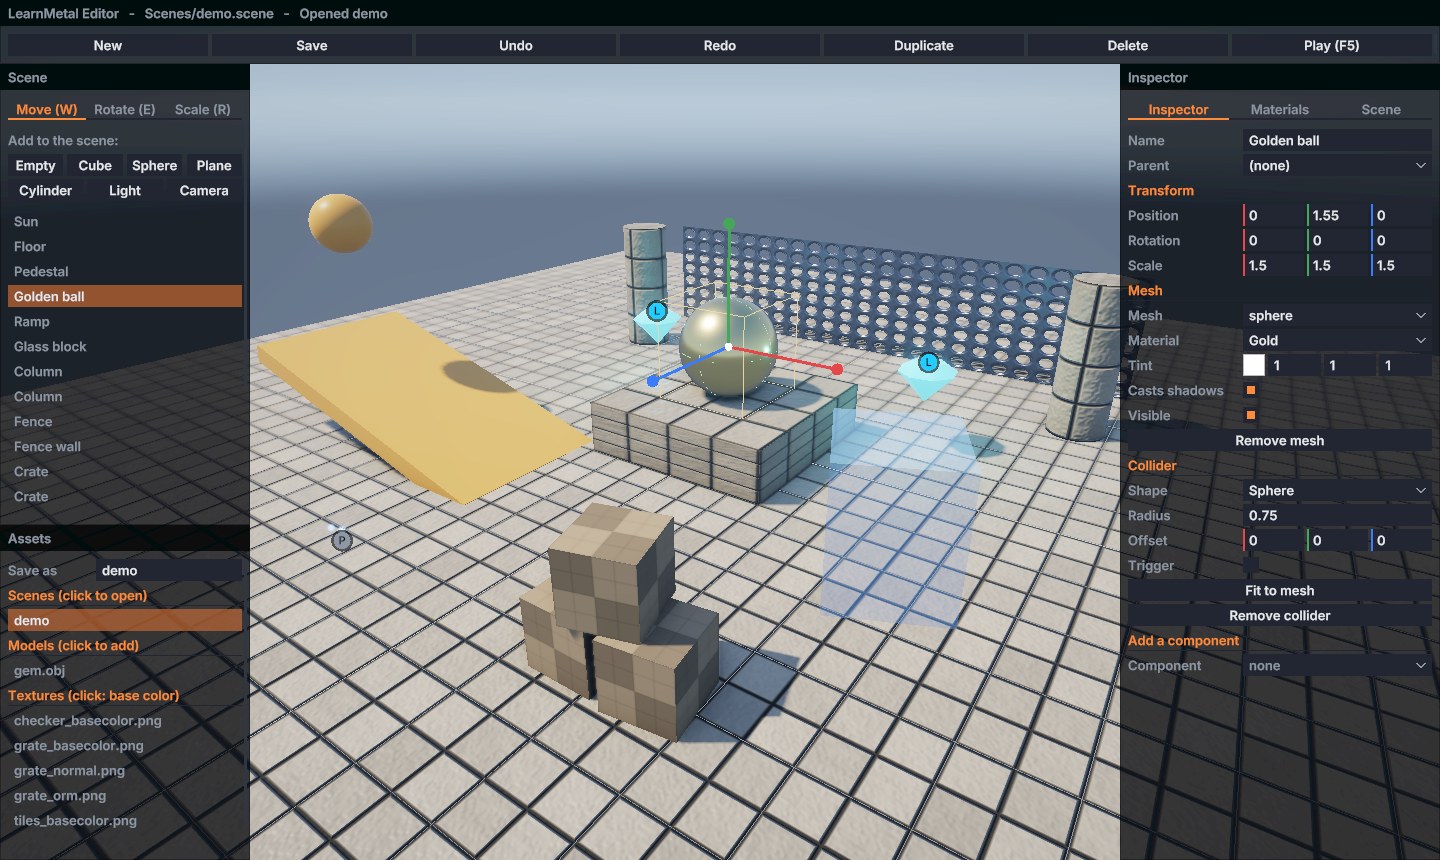 LearnMetal Editor - Scenes/demo.scene - Opened demo
New Save Undo Redo Duplicate Delete Play (F5)
Scene
Move (W) Rotate (E) Scale (R)
Add to the scene:
Empty Cube Sphere Plane
Cylinder Light Camera
Sun
Floor
Pedestal
Golden ball
Ramp
Glass block
Column
Column
Fence
Fence wall
Crate
Crate
Assets
Save as demo
Scenes (click to open)
demo
Models (click to add)
gem.obj
Textures (click: base color)
checker_basecolor.png
grate_basecolor.png
grate_normal.png
grate_orm.png
tiles_basecolor.png
L
L
P
Inspector
Inspector Materials Scene
Name Golden ball
Parent (none)
Transform
Position 0 1.55 0
Rotation 0 0 0
Scale 1.5 1.5 1.5
Mesh
Mesh sphere
Material Gold
Tint 1 1 1
Casts shadows
Visible
Remove mesh
Collider
Shape Sphere
Radius 0.75
Offset 0 0 0
Trigger
Fit to mesh
Remove collider
Add a component
Component none